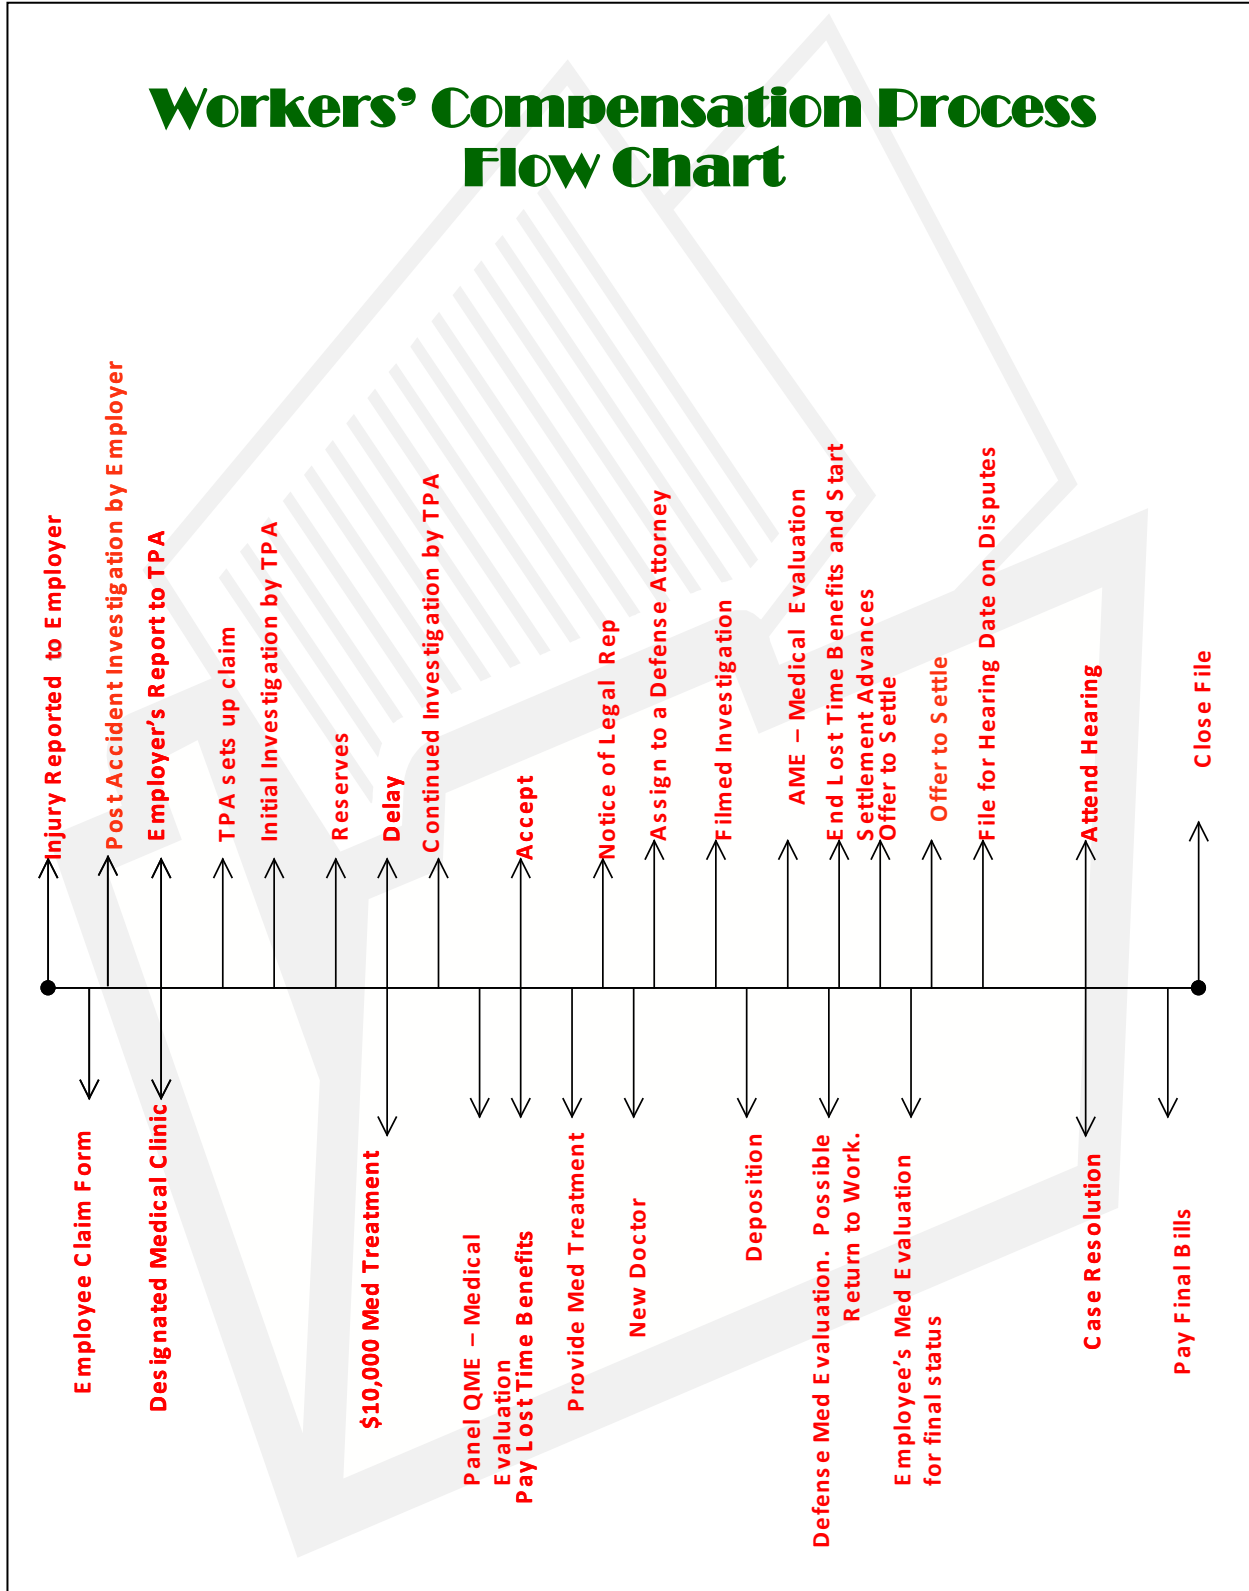 Workers’ Compensation Process
Flow Chart
Injury Reported to Employer
Post Accident Investigation by Employer
Employer’s Report to TPA
TPA sets up claim
Initial Investigation by TPA
Reserves
Delay
Continued Investigation by TPA
Accept
Notice of Legal Rep
Assign to a Defense Attorney
Filmed Investigation
AME – Medical Evaluation
End Lost Time Benefits and Start
Settlement Advances
Offer to Settle
Offer to Settle
File for Hearing Date on Disputes
Attend Hearing
Close File
Employee Claim Form
Designated Medical Clinic
$10,000 Med Treatment
Panel QME – Medical
Evaluation
Pay Lost Time Benefits
Provide Med Treatment
New Doctor
Deposition
Defense Med Evaluation. Possible
Return to Work.
Employee’s Med Evaluation
for final status
Case Resolution
Pay Final Bills